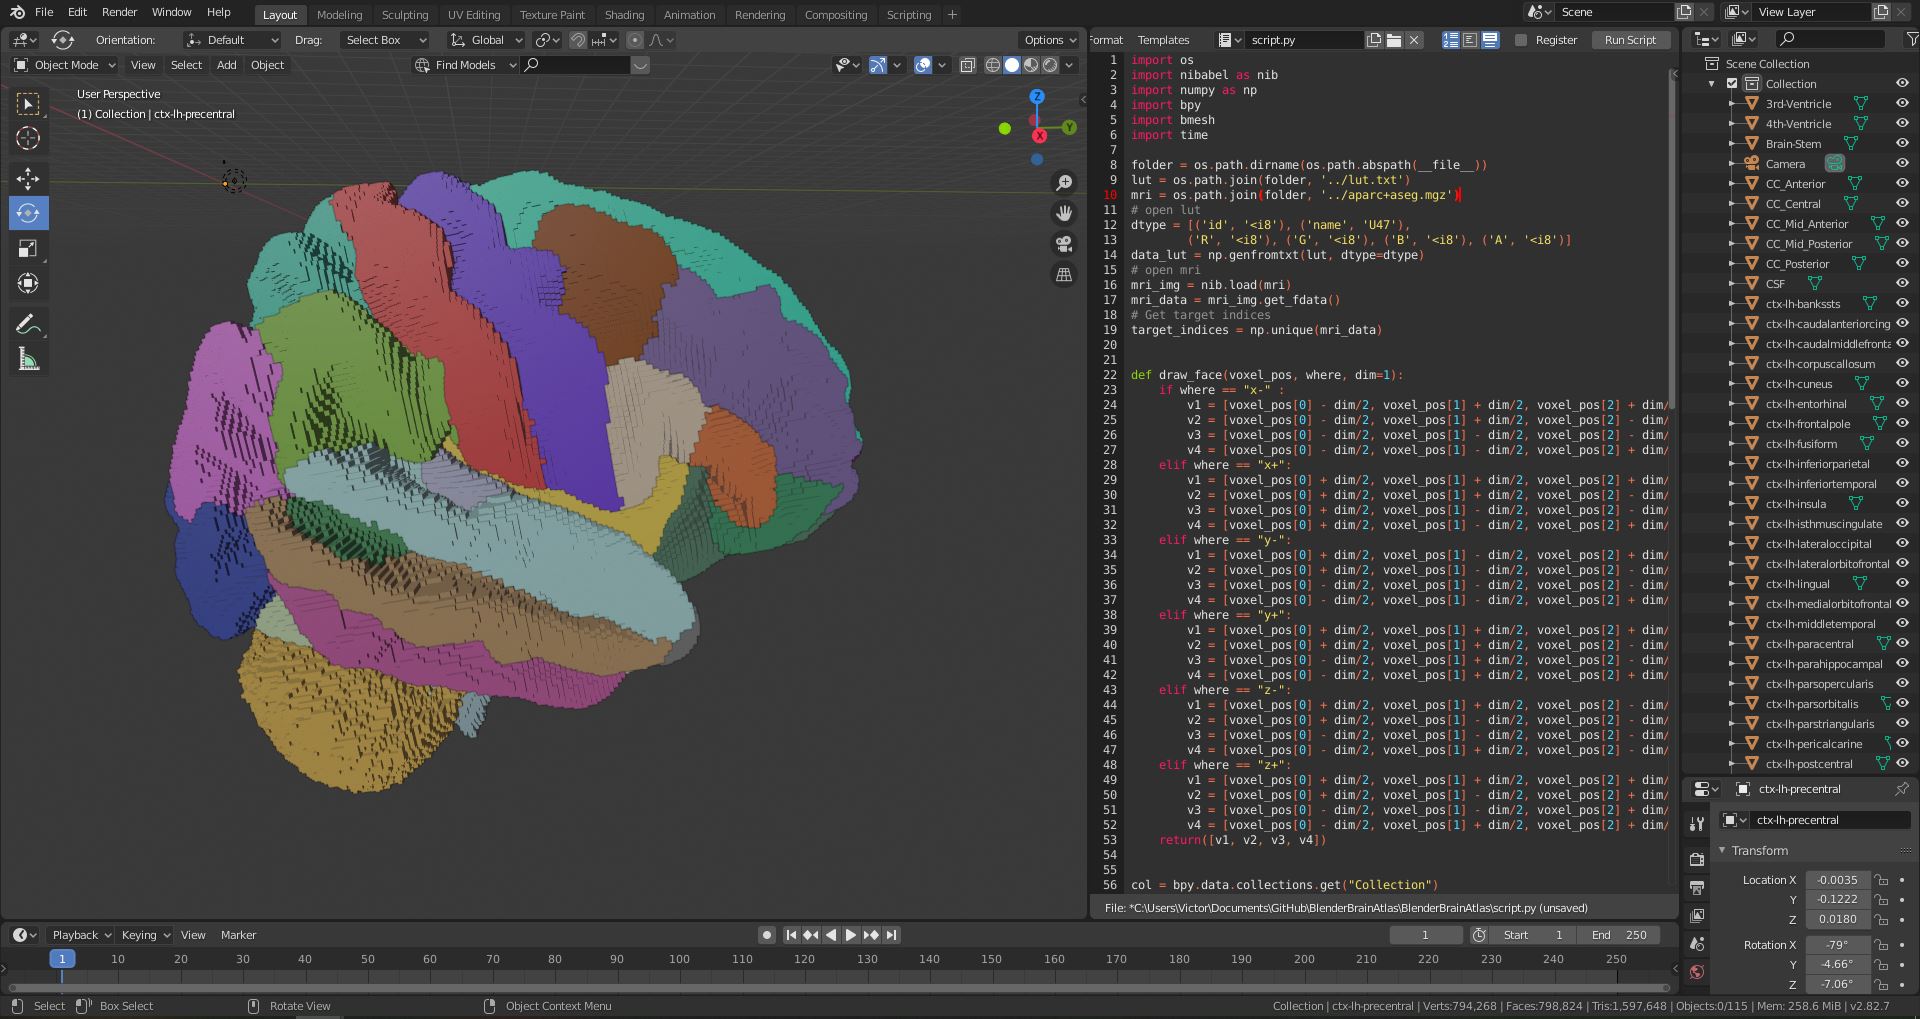 File Edit Render Window Help Layout Modeling Sculpting UV Editing Texture Paint Shading Animation Rendering Compositing Scripting + Scene View Layer
Orientation: Default Drag: Select Box Global Options
Object Mode View Select Add Object Find Models
User Perspective
(1) Collection | ctx-lh-precentral
Z
Y
X
ormat Templates script.py Register Run Script
1 import os
2 import nibabel as nib
3 import numpy as np
4 import bpy
5 import bmesh
6 import time
7
8 folder = os.path.dirname(os.path.abspath(__file__))
9 lut = os.path.join(folder, '../lut.txt')
10 mri = os.path.join(folder, '../aparc+aseg.mgz')
11 # open lut
12 dtype = [('id', '<i8'), ('name', 'U47'),
13 ('R', '<i8'), ('G', '<i8'), ('B', '<i8'), ('A', '<i8')]
14 data_lut = np.genfromtxt(lut, dtype=dtype)
15 # open mri
16 mri_img = nib.load(mri)
17 mri_data = mri_img.get_fdata()
18 # Get target indices
19 target_indices = np.unique(mri_data)
20
21
22 def draw_face(voxel_pos, where, dim=1):
23 if where == "x-" :
24 v1 = [voxel_pos[0] - dim/2, voxel_pos[1] + dim/2, voxel_pos[2] + dim/
25 v2 = [voxel_pos[0] - dim/2, voxel_pos[1] + dim/2, voxel_pos[2] - dim/
26 v3 = [voxel_pos[0] - dim/2, voxel_pos[1] - dim/2, voxel_pos[2] - dim/
27 v4 = [voxel_pos[0] - dim/2, voxel_pos[1] - dim/2, voxel_pos[2] + dim/
28 elif where == "x+":
29 v1 = [voxel_pos[0] + dim/2, voxel_pos[1] + dim/2, voxel_pos[2] + dim/
30 v2 = [voxel_pos[0] + dim/2, voxel_pos[1] + dim/2, voxel_pos[2] - dim/
31 v3 = [voxel_pos[0] + dim/2, voxel_pos[1] - dim/2, voxel_pos[2] - dim/
32 v4 = [voxel_pos[0] + dim/2, voxel_pos[1] - dim/2, voxel_pos[2] + dim/
33 elif where == "y-":
34 v1 = [voxel_pos[0] + dim/2, voxel_pos[1] - dim/2, voxel_pos[2] + dim/
35 v2 = [voxel_pos[0] + dim/2, voxel_pos[1] - dim/2, voxel_pos[2] - dim/
36 v3 = [voxel_pos[0] - dim/2, voxel_pos[1] - dim/2, voxel_pos[2] - dim/
37 v4 = [voxel_pos[0] - dim/2, voxel_pos[1] - dim/2, voxel_pos[2] + dim/
38 elif where == "y+":
39 v1 = [voxel_pos[0] + dim/2, voxel_pos[1] + dim/2, voxel_pos[2] + dim/
40 v2 = [voxel_pos[0] + dim/2, voxel_pos[1] + dim/2, voxel_pos[2] - dim/
41 v3 = [voxel_pos[0] - dim/2, voxel_pos[1] + dim/2, voxel_pos[2] - dim/
42 v4 = [voxel_pos[0] - dim/2, voxel_pos[1] + dim/2, voxel_pos[2] + dim/
43 elif where == "z-":
44 v1 = [voxel_pos[0] + dim/2, voxel_pos[1] + dim/2, voxel_pos[2] - dim/
45 v2 = [voxel_pos[0] + dim/2, voxel_pos[1] - dim/2, voxel_pos[2] - dim/
46 v3 = [voxel_pos[0] - dim/2, voxel_pos[1] - dim/2, voxel_pos[2] - dim/
47 v4 = [voxel_pos[0] - dim/2, voxel_pos[1] + dim/2, voxel_pos[2] - dim/
48 elif where == "z+":
49 v1 = [voxel_pos[0] + dim/2, voxel_pos[1] + dim/2, voxel_pos[2] + dim/
50 v2 = [voxel_pos[0] + dim/2, voxel_pos[1] - dim/2, voxel_pos[2] + dim/
51 v3 = [voxel_pos[0] - dim/2, voxel_pos[1] - dim/2, voxel_pos[2] + dim/
52 v4 = [voxel_pos[0] - dim/2, voxel_pos[1] + dim/2, voxel_pos[2] + dim/
53 return([v1, v2, v3, v4])
54
55
56 col = bpy.data.collections.get("Collection")
File: *C:\Users\Victor\Documents\GitHub\BlenderBrainAtlas\BlenderBrainAtlas\script.py (unsaved)
Scene Collection
Collection
3rd-Ventricle
4th-Ventricle
Brain-Stem
Camera
CC_Anterior
CC_Central
CC_Mid_Anterior
CC_Mid_Posterior
CC_Posterior
CSF
ctx-lh-bankssts
ctx-lh-caudalanteriorcing
ctx-lh-caudalmiddlefronta
ctx-lh-corpuscallosum
ctx-lh-cuneus
ctx-lh-entorhinal
ctx-lh-frontalpole
ctx-lh-fusiform
ctx-lh-inferiorparietal
ctx-lh-inferiortemporal
ctx-lh-insula
ctx-lh-isthmuscingulate
ctx-lh-lateraloccipital
ctx-lh-lateralorbitofrontal
ctx-lh-lingual
ctx-lh-medialorbitofrontal
ctx-lh-middletemporal
ctx-lh-paracentral
ctx-lh-parahippocampal
ctx-lh-parsopercularis
ctx-lh-parsorbitalis
ctx-lh-parstriangularis
ctx-lh-pericalcarine
ctx-lh-postcentral
ctx-lh-precentral
ctx-lh-precentral
Transform
Location X -0.0035
Y -0.1222
Z 0.0180
Rotation X -79°
Y -4.66°
Z -7.06°
Playback Keying View Marker 1 Start 1 End 250
1 10 20 30 40 50 60 70 80 90 100 110 120 130 140 150 160 170 180 190 200 210 220 230 240 250
Select Box Select Rotate View Object Context Menu Collection | ctx-lh-precentral | Verts:794,268 | Faces:798,824 | Tris:1,597,648 | Objects:0/115 | Mem: 258.6 MiB | v2.82.7